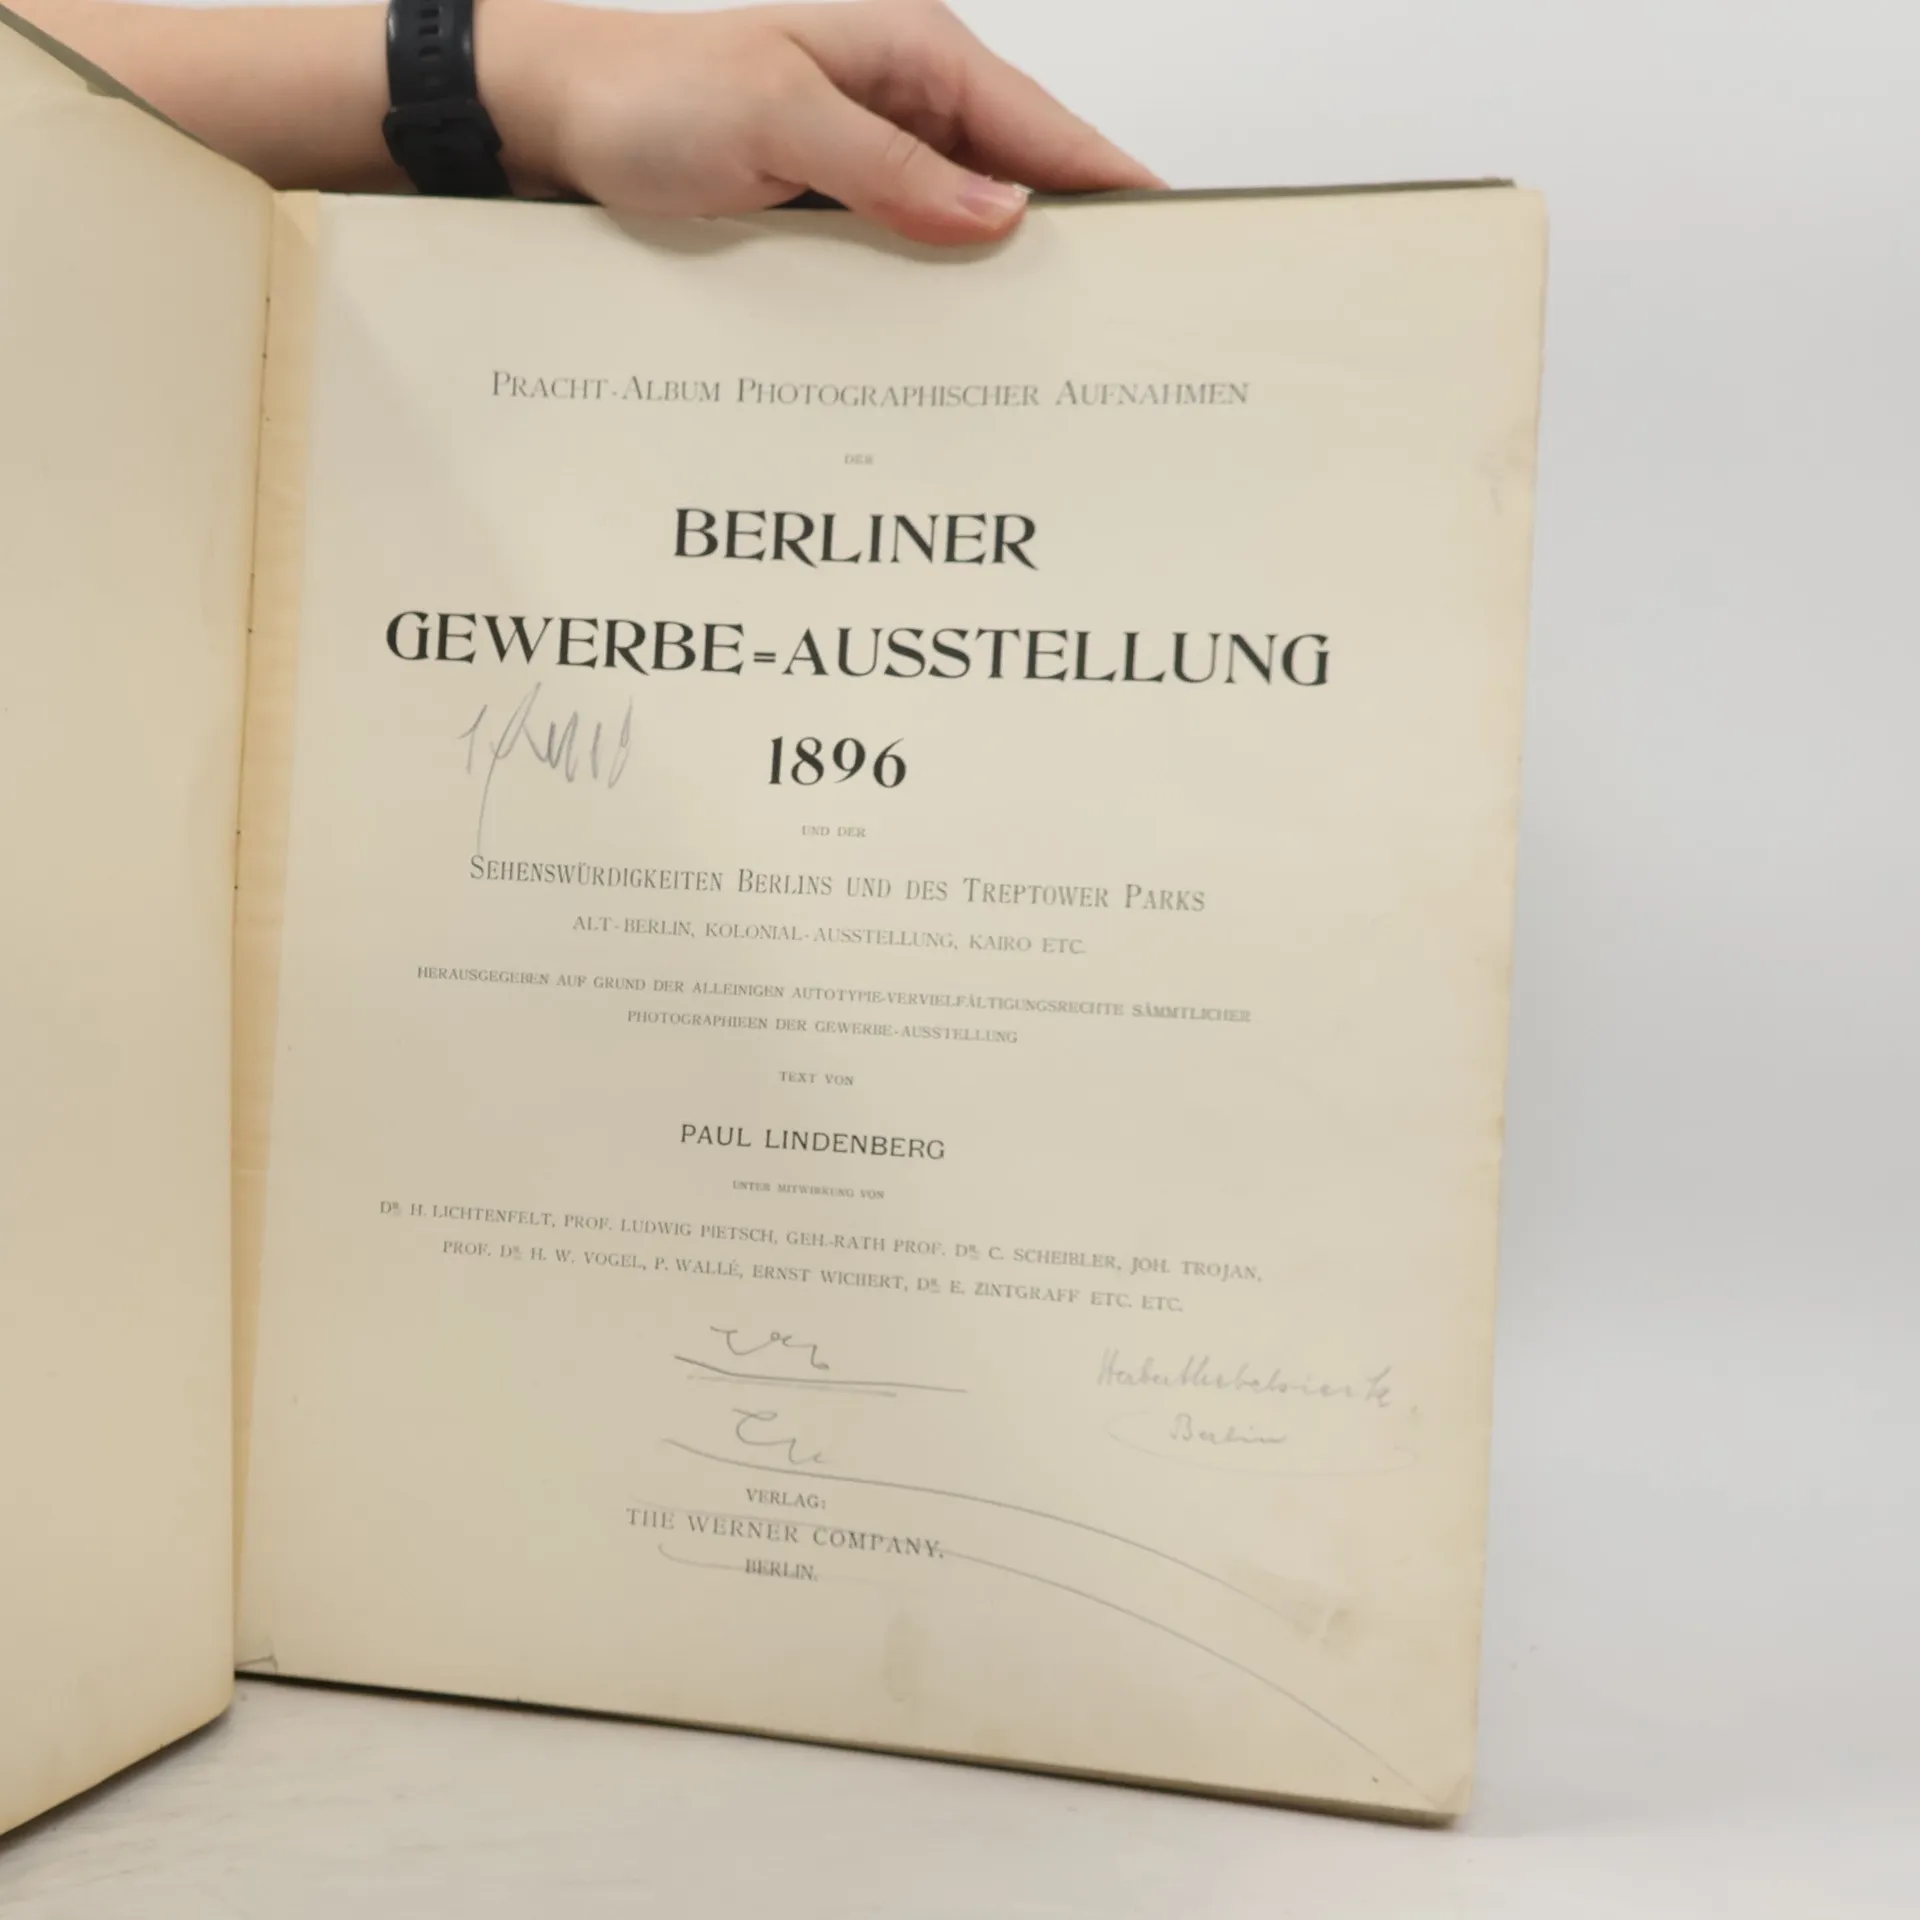 PRACHT-ALBUM PHOTOGRAPHISCHER AUFNAHMEN
DER
BERLINER
GEWERBE=AUSSTELLUNG
1896
UND DER
SEHENSWÜRDIGKEITEN BERLINS UND DES TREPTOWER PARKS
ALT-BERLIN, KOLONIAL-AUSSTELLUNG, KAIRO ETC.
HERAUSGEGEBEN AUF GRUND DER ALLEINIGEN AUTOTYPIE-VERVIELFÄLTIGUNGSRECHTE SÄMMTLICHER
PHOTOGRAPHIEEN DER GEWERBE-AUSSTELLUNG
TEXT VON
PAUL LINDENBERG
UNTER MITWIRKUNG VON
DR. H. LICHTENFELT, PROF. LUDWIG PIETSCH, GEH.-RATH PROF. DR. C. SCHEIBLER, JOH. TROJAN,
PROF. DR. H. W. VOGEL, P. WALLÉ, ERNST WICHERT, DR. E. ZINTGRAFF ETC. ETC.
Berlin
VERLAG:
THE WERNER COMPANY.
BERLIN.